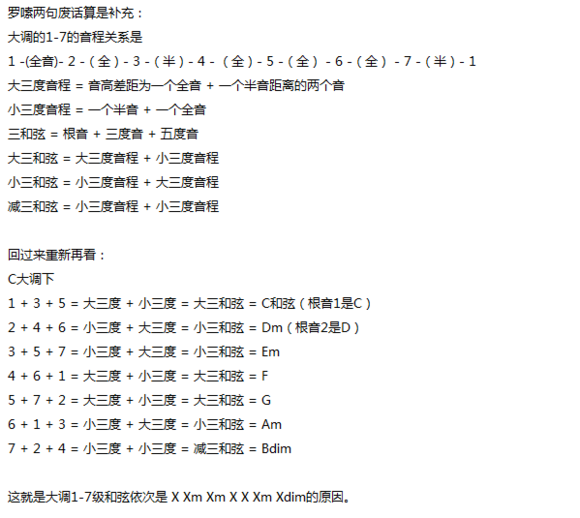 罗嗦两句废话算是补充：
大调的1-7的音程关系是
1 -(全音)- 2 -（全）- 3 -（半）- 4 -（全）- 5 -（全） - 6 -（全） - 7 -（半）- 1
大三度音程 = 音高差距为一个全音 + 一个半音距离的两个音
小三度音程 = 一个半音 + 一个全音
三和弦 = 根音 + 三度音 + 五度音
大三和弦 = 大三度音程 + 小三度音程
小三和弦 = 小三度音程 + 大三度音程
减三和弦 = 小三度音程 + 小三度音程
回过来重新再看：
C大调下
1 + 3 + 5 = 大三度 + 小三度 = 大三和弦 = C和弦（根音1是C）
2 + 4 + 6 = 小三度 + 大三度 = 小三和弦 = Dm（根音2是D）
3 + 5 + 7 = 小三度 + 大三度 = 小三和弦 = Em
4 + 6 + 1 = 大三度 + 小三度 = 大三和弦 = F
5 + 7 + 2 = 大三度 + 小三度 = 大三和弦 = G
6 + 1 + 3 = 小三度 + 大三度 = 小三和弦 = Am
7 + 2 + 4 = 小三度 + 小三度 = 减三和弦 = Bdim
这就是大调1-7级和弦依次是 X Xm Xm X X Xm Xdim的原因。